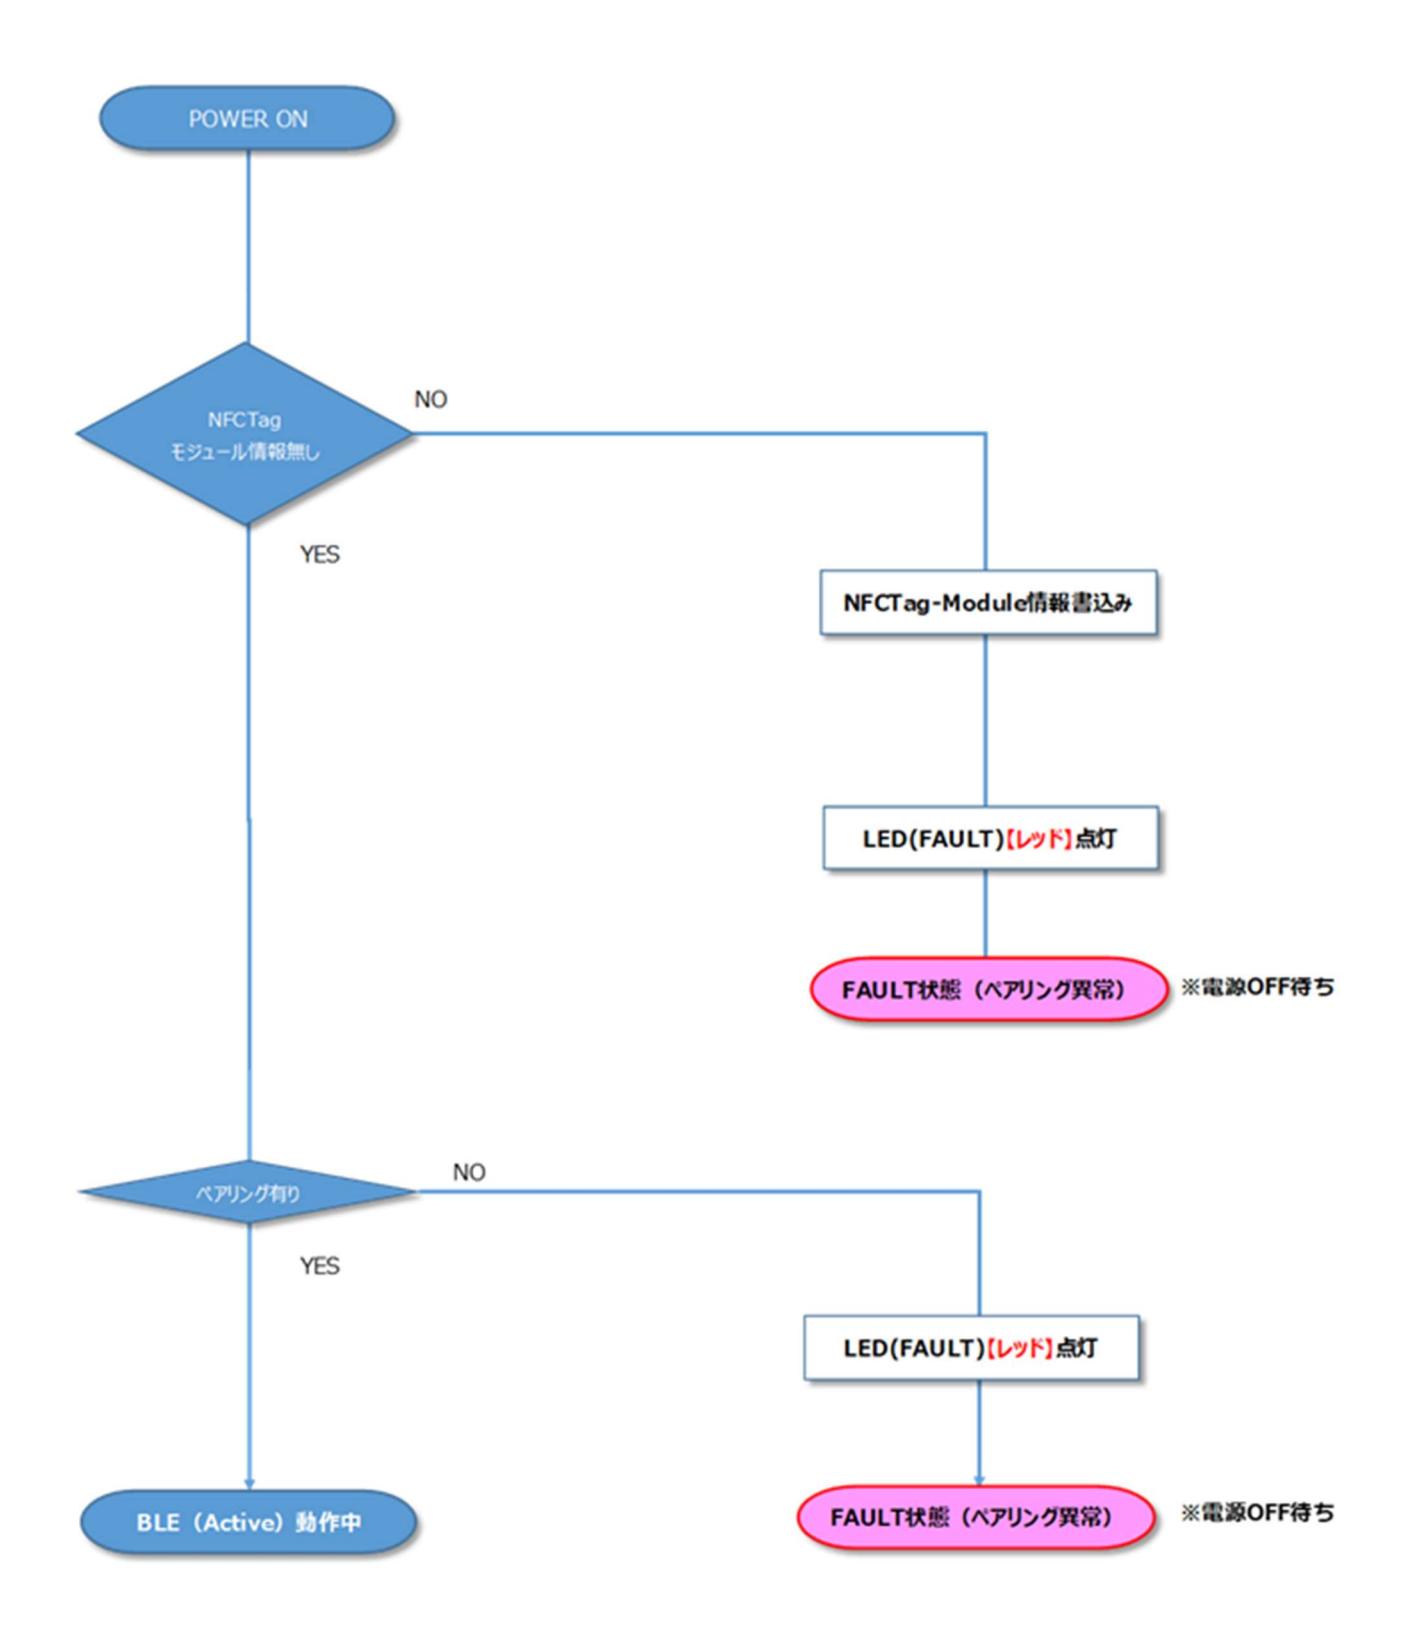 POWER ON
NFCTag
モジュール情報無し
NO
YES
NFCTag-Module情報書込み
LED(FAULT)【レッド】点灯
FAULT状態（ペアリング異常）
※電源OFF待ち
ペアリング有り
NO
YES
LED(FAULT)【レッド】点灯
FAULT状態（ペアリング異常）
※電源OFF待ち
BLE（Active）動作中